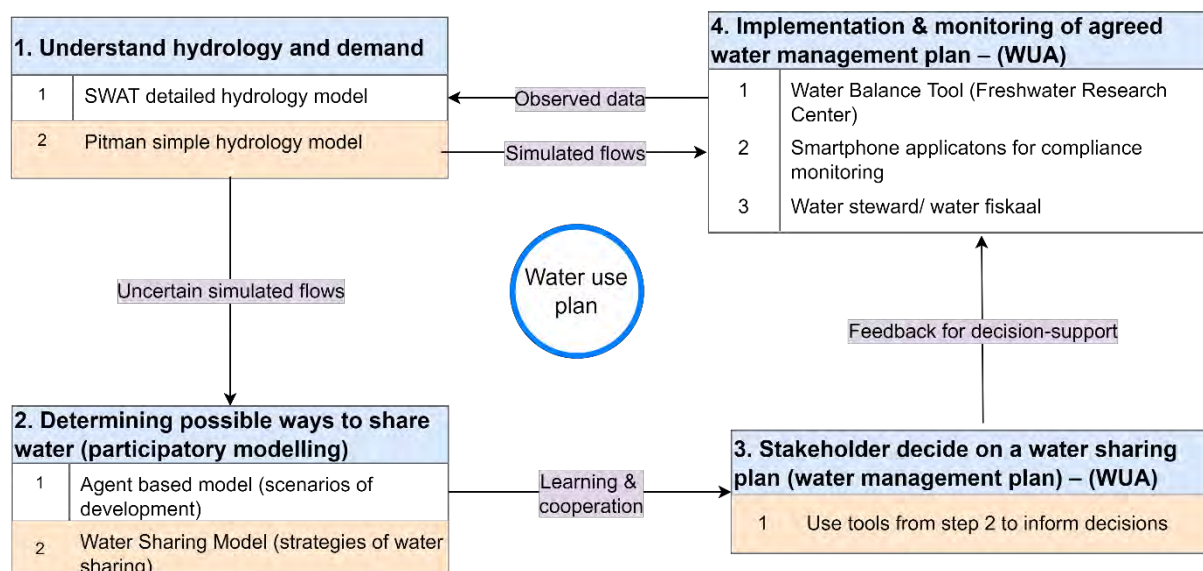 1. Understand hydrology and demand
1 SWAT detailed hydrology model
2 Pitman simple hydrology model
Observed data
Simulated flows
4. Implementation & monitoring of agreed
water management plan – (WUA)
1 Water Balance Tool (Freshwater Research
Center)
2 Smartphone applicatons for compliance
monitoring
3 Water steward/ water fiskaal
Uncertain simulated flows
Water use
plan
Feedback for decision-support
2. Determining possible ways to share
water (participatory modelling)
1 Agent based model (scenarios of
development)
2 Water Sharing Model (strategies of water
sharing)
Learning &
cooperation
3. Stakeholder decide on a water sharing
plan (water management plan) – (WUA)
1 Use tools from step 2 to inform decisions